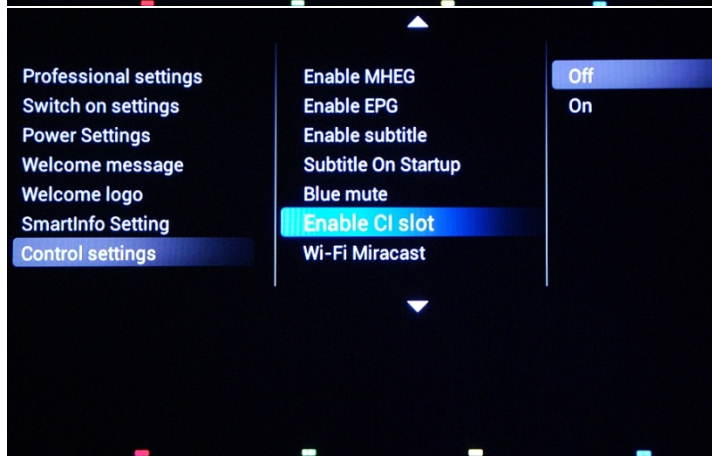 Professional settings
Switch on settings
Power Settings
Welcome message
Welcome logo
SmartInfo Setting
Control settings
Enable MHEG
Enable EPG
Enable subtitle
Subtitle On Startup
Blue mute
Enable CI slot
Wi-Fi Miracast
Off
On